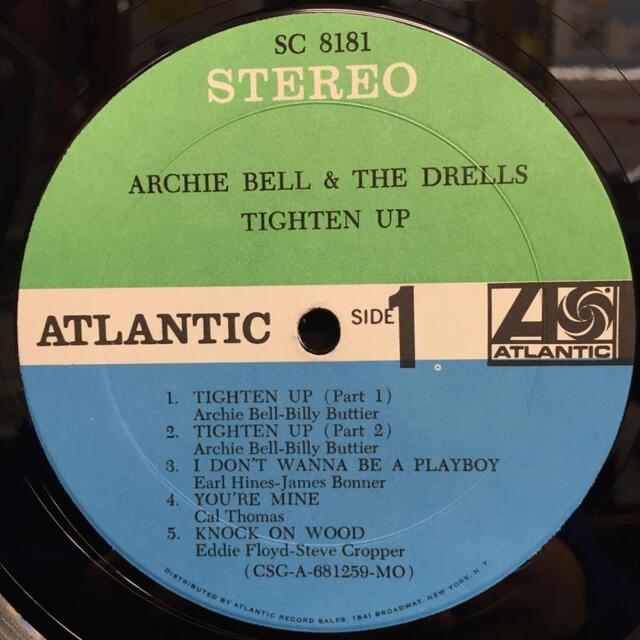 SC 8181
STEREO
ARCHIE BELL & THE DRELLS
TIGHTEN UP
ATLANTIC
SIDE 1
ATLANTIC
1. TIGHTEN UP (Part 1)
Archie Bell-Billy Buttier
2. TIGHTEN UP (Part 2)
Archie Bell-Billy Buttier
3. I DON'T WANNA BE A PLAYBOY
Earl Hines-James Bonner
4. YOU'RE MINE
Cal Thomas
5. KNOCK ON WOOD
Eddie Floyd-Steve Cropper
(CSG-A-681259-MO)
DISTRIBUTED BY ATLANTIC RECORD SALES, 1841 BROADWAY, NEW YORK, N. Y.